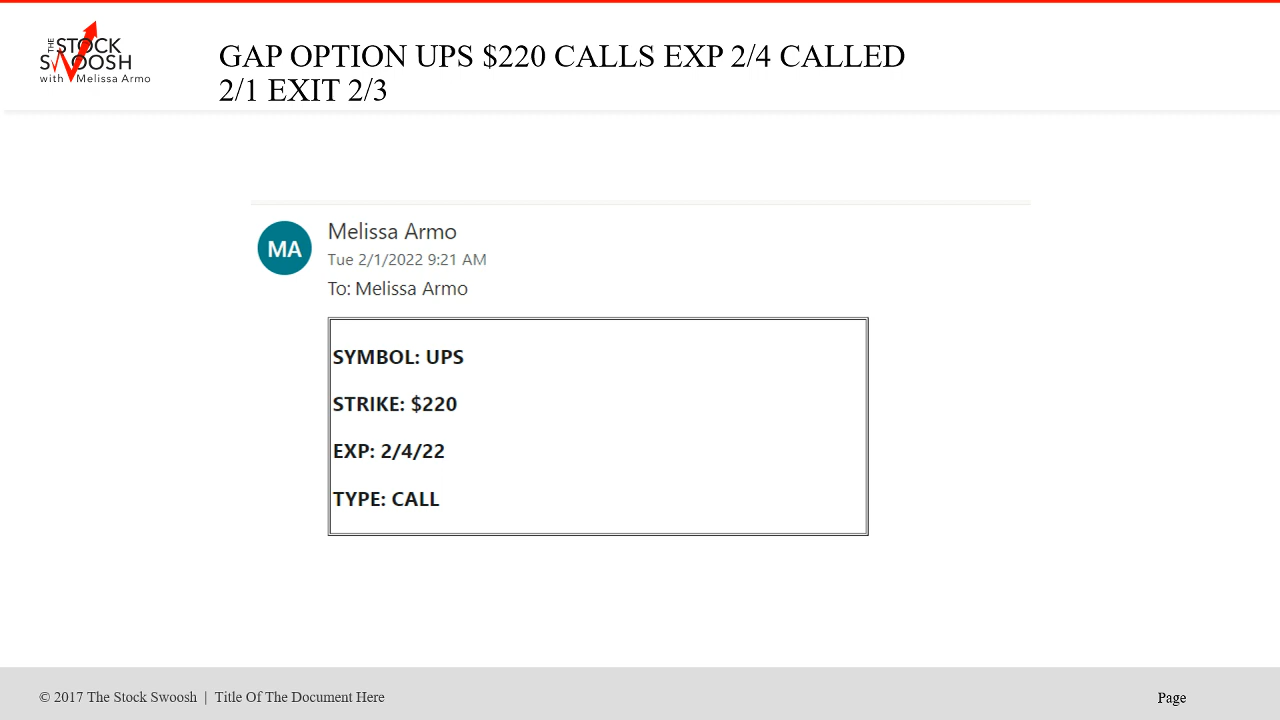 THE STOCK
SWOOSH
with Melissa Armo
GAP OPTION UPS $220 CALLS EXP 2/4 CALLED
2/1 EXIT 2/3
MA
Melissa Armo
Tue 2/1/2022 9:21 AM
To: Melissa Armo
SYMBOL: UPS
STRIKE: $220
EXP: 2/4/22
TYPE: CALL
© 2017 The Stock Swoosh | Title Of The Document Here
Page